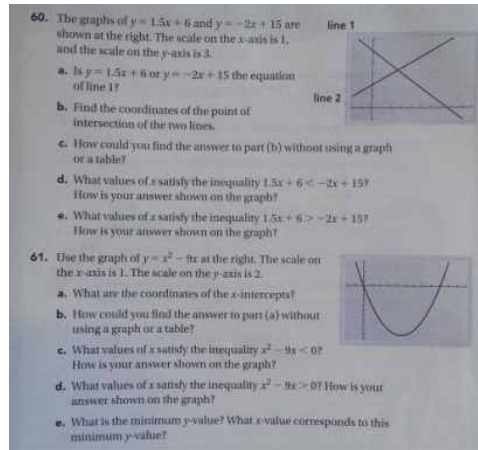 60. The graphs of y = 1.5x + 6 and y = −2x + 15 are
shown at the right. The scale on the x-axis is 1,
and the scale on the y-axis is 3.
line 1
line 2
a. Is y = 1.5x + 6 or y = −2x + 15 the equation
of line 1?
b. Find the coordinates of the point of
intersection of the two lines.
c. How could you find the answer to part (b) without using a graph
or a table?
d. What values of x satisfy the inequality 1.5x + 6 < −2x + 15?
How is your answer shown on the graph?
e. What values of x satisfy the inequality 1.5x + 6 > −2x + 15?
How is your answer shown on the graph?
61. Use the graph of y = x² − 9x at the right. The scale on
the x-axis is 1. The scale on the y-axis is 2.
a. What are the coordinates of the x-intercepts?
b. How could you find the answer to part (a) without
using a graph or a table?
c. What values of x satisfy the inequality x² − 9x < 0?
How is your answer shown on the graph?
d. What values of x satisfy the inequality x² − 9x > 0? How is your
answer shown on the graph?
e. What is the minimum y-value? What x-value corresponds to this
minimum y-value?